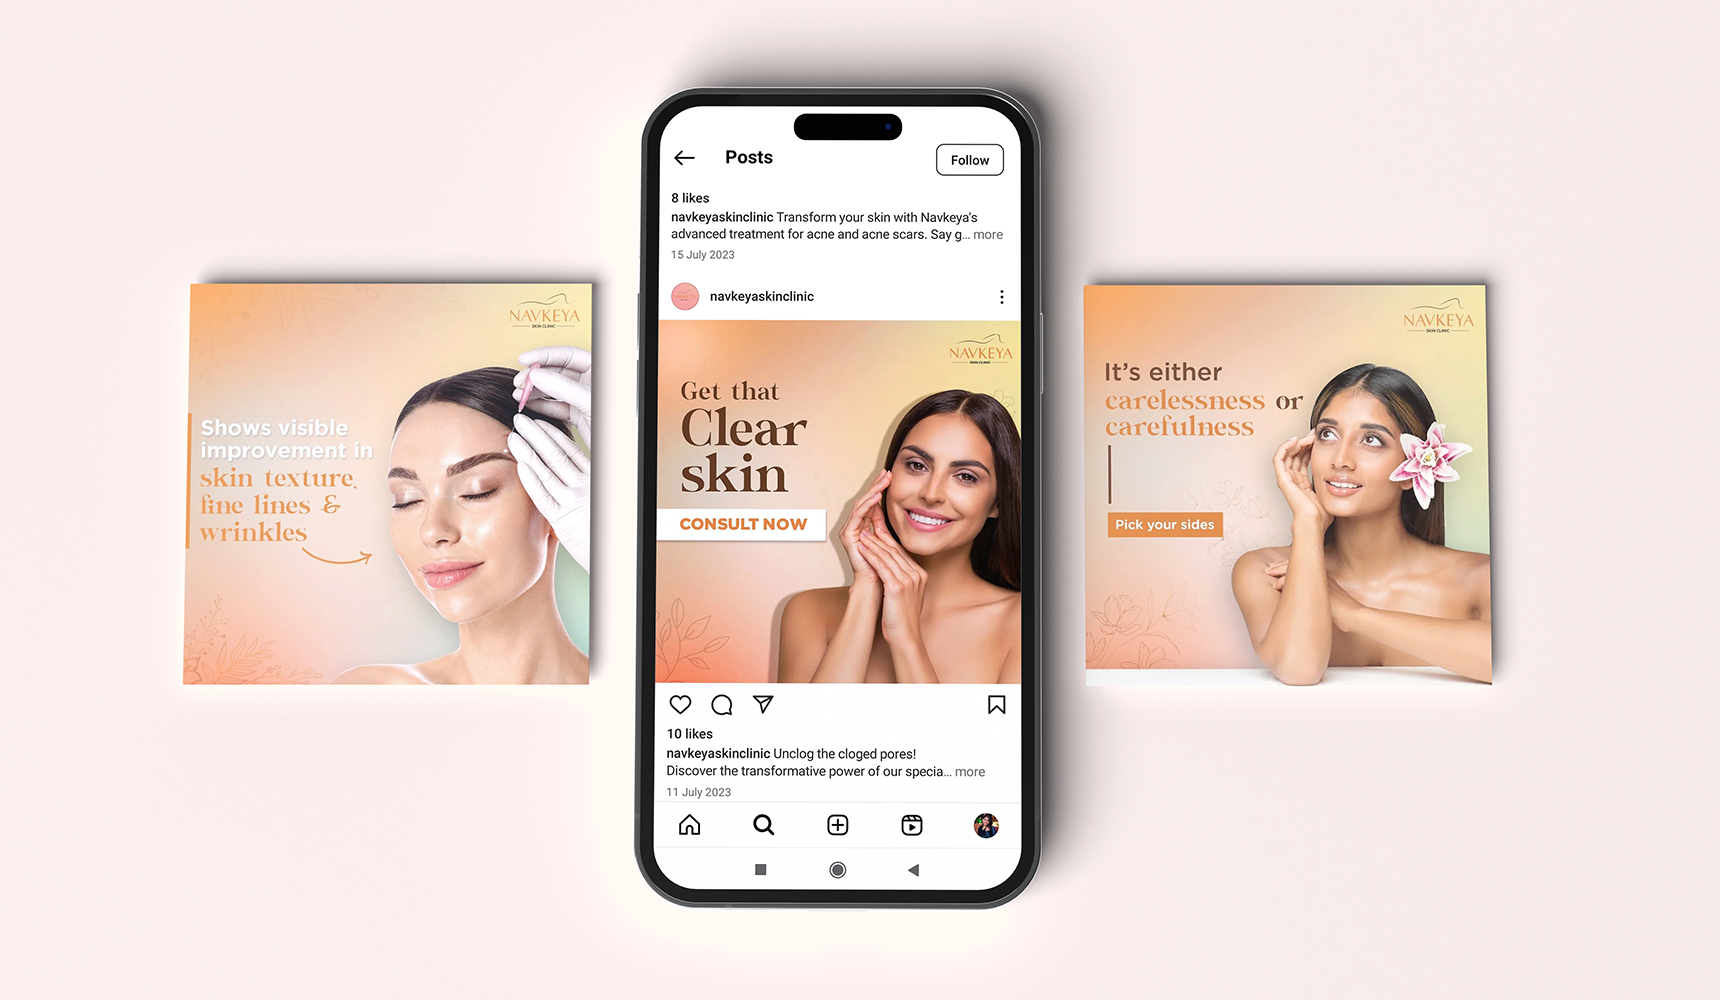 NAVKEYA
SKIN CLINIC
Shows visible
improvement in
skin texture,
fine lines &
wrinkles
Posts
Follow
8 likes
navkeyaskinclinic Transform your skin with Navkeya's
advanced treatment for acne and acne scars. Say g... more
15 July 2023
navkeyaskinclinic
NAVKEYA
SKIN CLINIC
Get that
Clear
skin
CONSULT NOW
10 likes
navkeyaskinclinic Unclog the cloged pores!
Discover the transformative power of our specia... more
11 July 2023
NAVKEYA
SKIN CLINIC
It's either
carelessness or
carefulness
Pick your sides